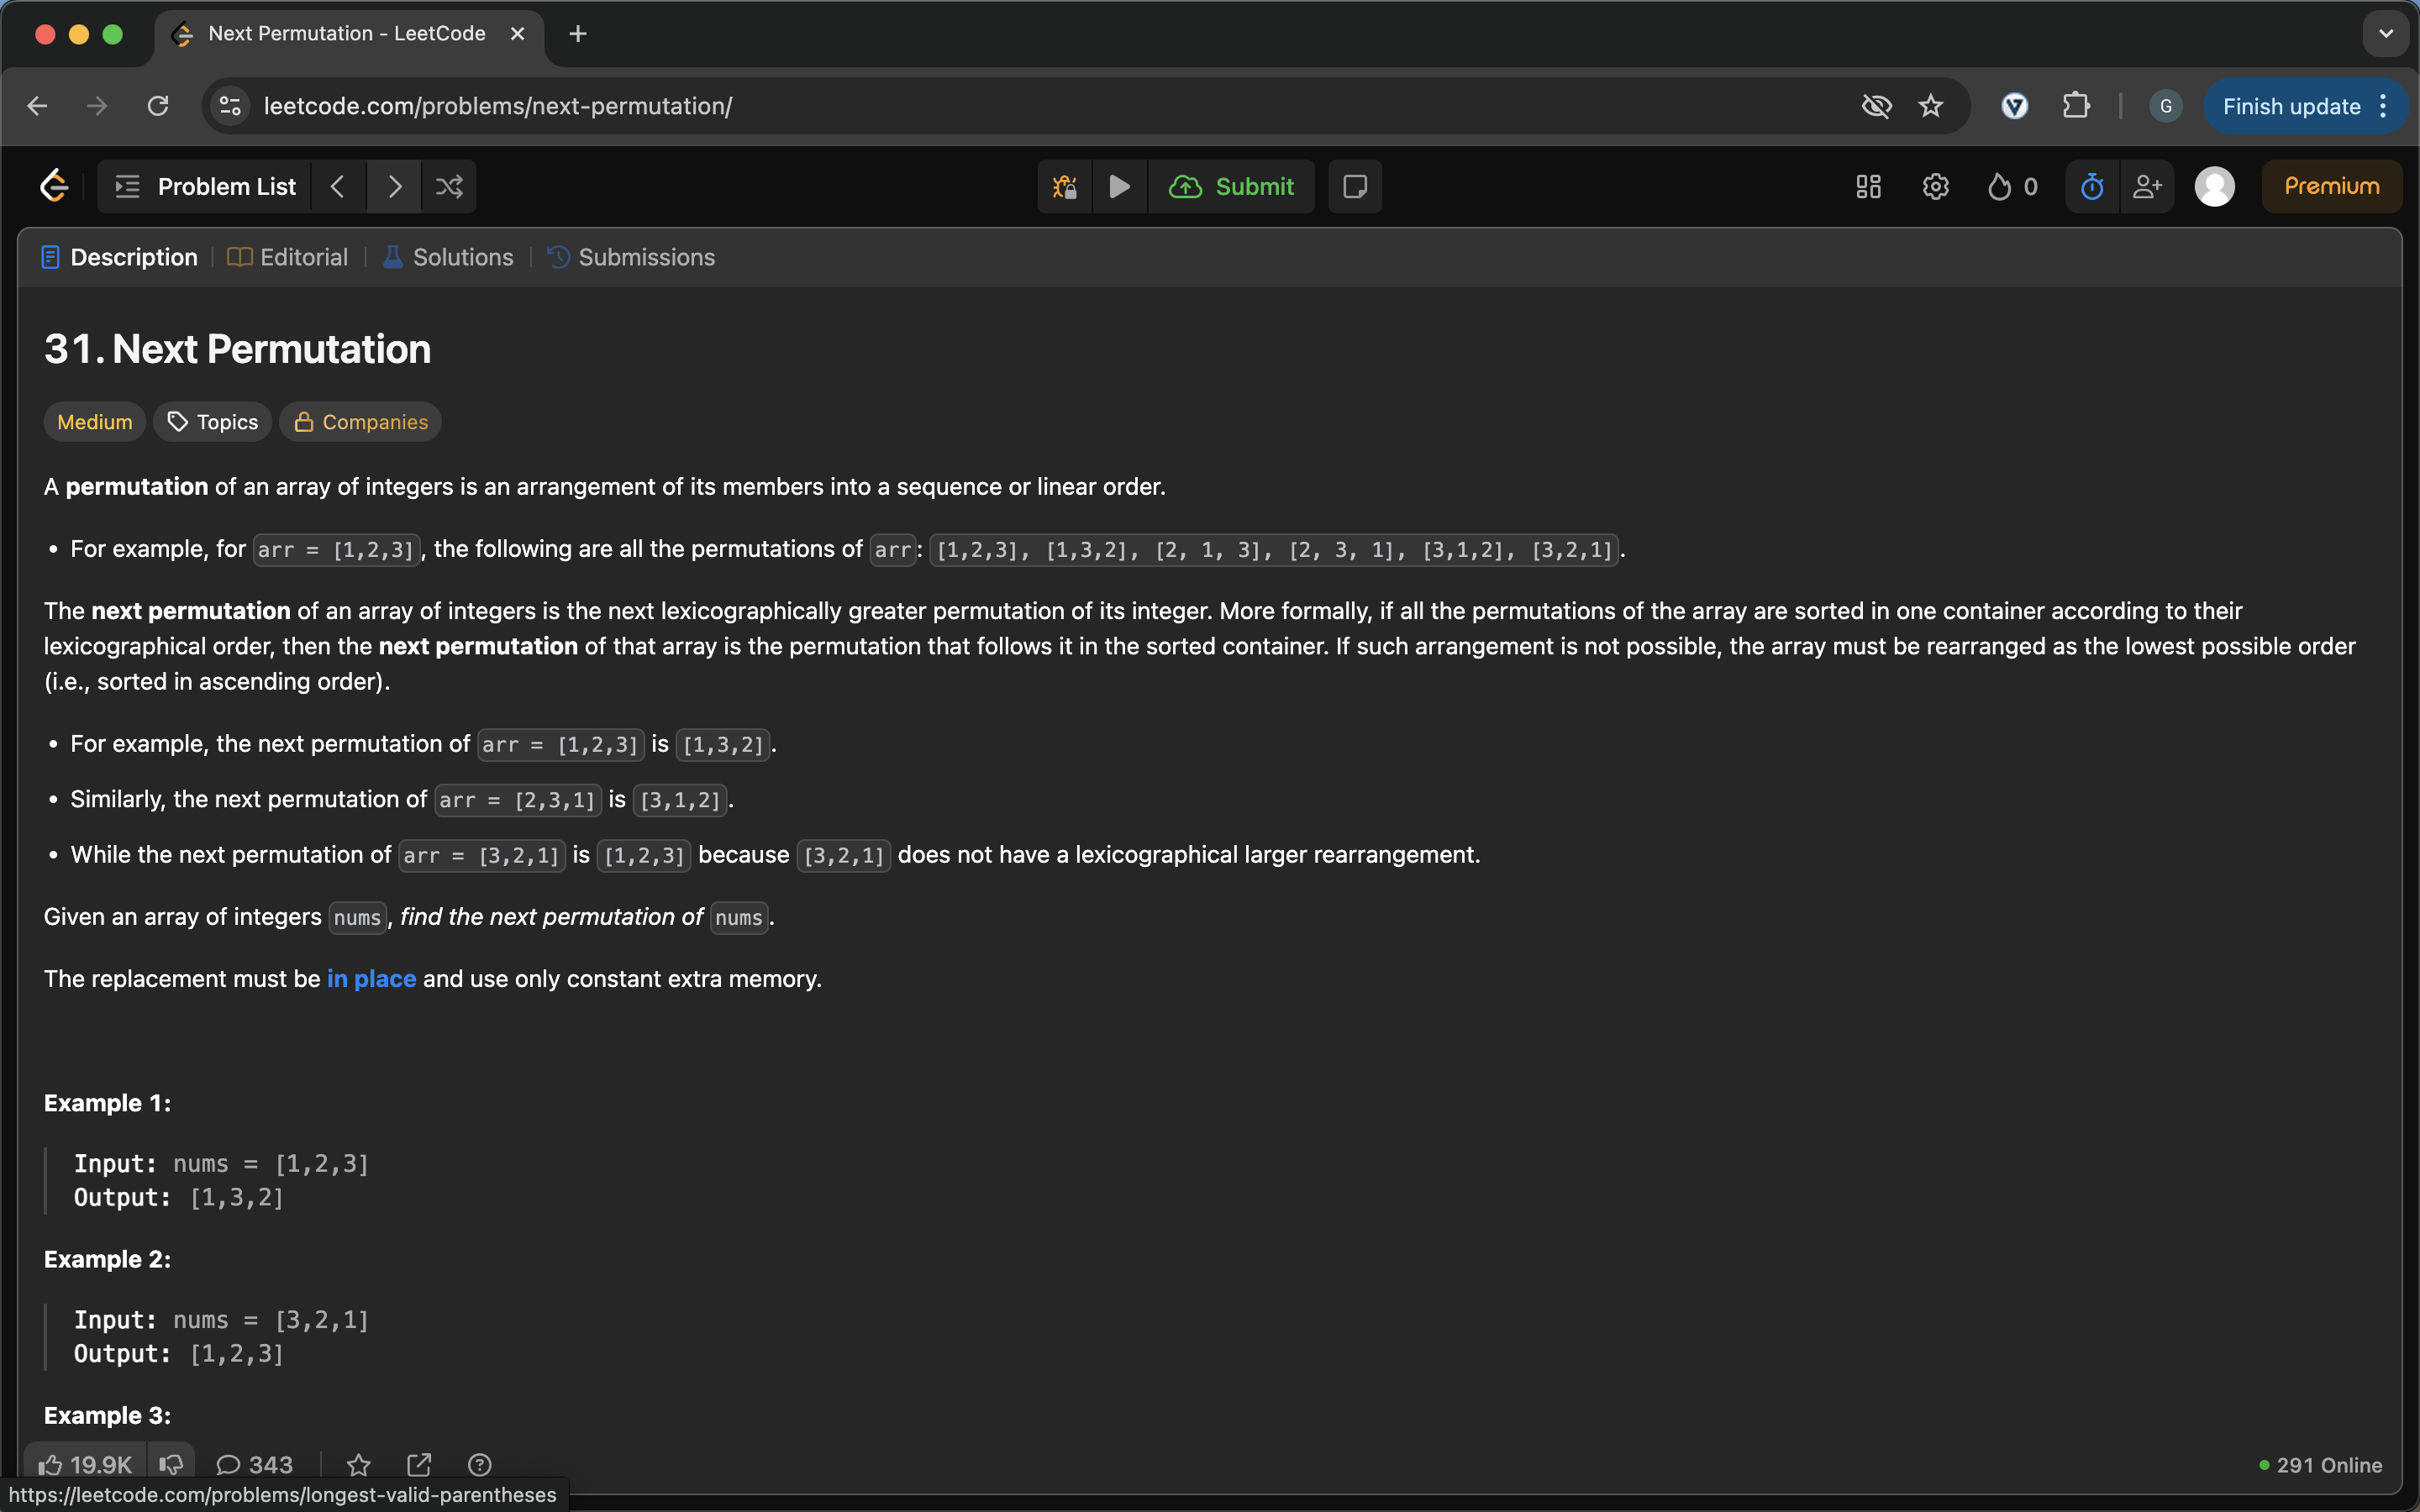 Next Permutation - LeetCode
leetcode.com/problems/next-permutation/
G
Finish update
Problem List
Submit
0
Premium
Description
Editorial
Solutions
Submissions
31. Next Permutation
Medium
Topics
Companies
A permutation of an array of integers is an arrangement of its members into a sequence or linear order.
• For example, for arr = [1,2,3], the following are all the permutations of arr: [1,2,3], [1,3,2], [2, 1, 3], [2, 3, 1], [3,1,2], [3,2,1].
The next permutation of an array of integers is the next lexicographically greater permutation of its integer. More formally, if all the permutations of the array are sorted in one container according to their
lexicographical order, then the next permutation of that array is the permutation that follows it in the sorted container. If such arrangement is not possible, the array must be rearranged as the lowest possible order
(i.e., sorted in ascending order).
• For example, the next permutation of arr = [1,2,3] is [1,3,2].
• Similarly, the next permutation of arr = [2,3,1] is [3,1,2].
• While the next permutation of arr = [3,2,1] is [1,2,3] because [3,2,1] does not have a lexicographical larger rearrangement.
Given an array of integers nums, find the next permutation of nums.
The replacement must be in place and use only constant extra memory.
Example 1:
Input: nums = [1,2,3]
Output: [1,3,2]
Example 2:
Input: nums = [3,2,1]
Output: [1,2,3]
Example 3:
19.9K
343
291 Online
https://leetcode.com/problems/longest-valid-parentheses